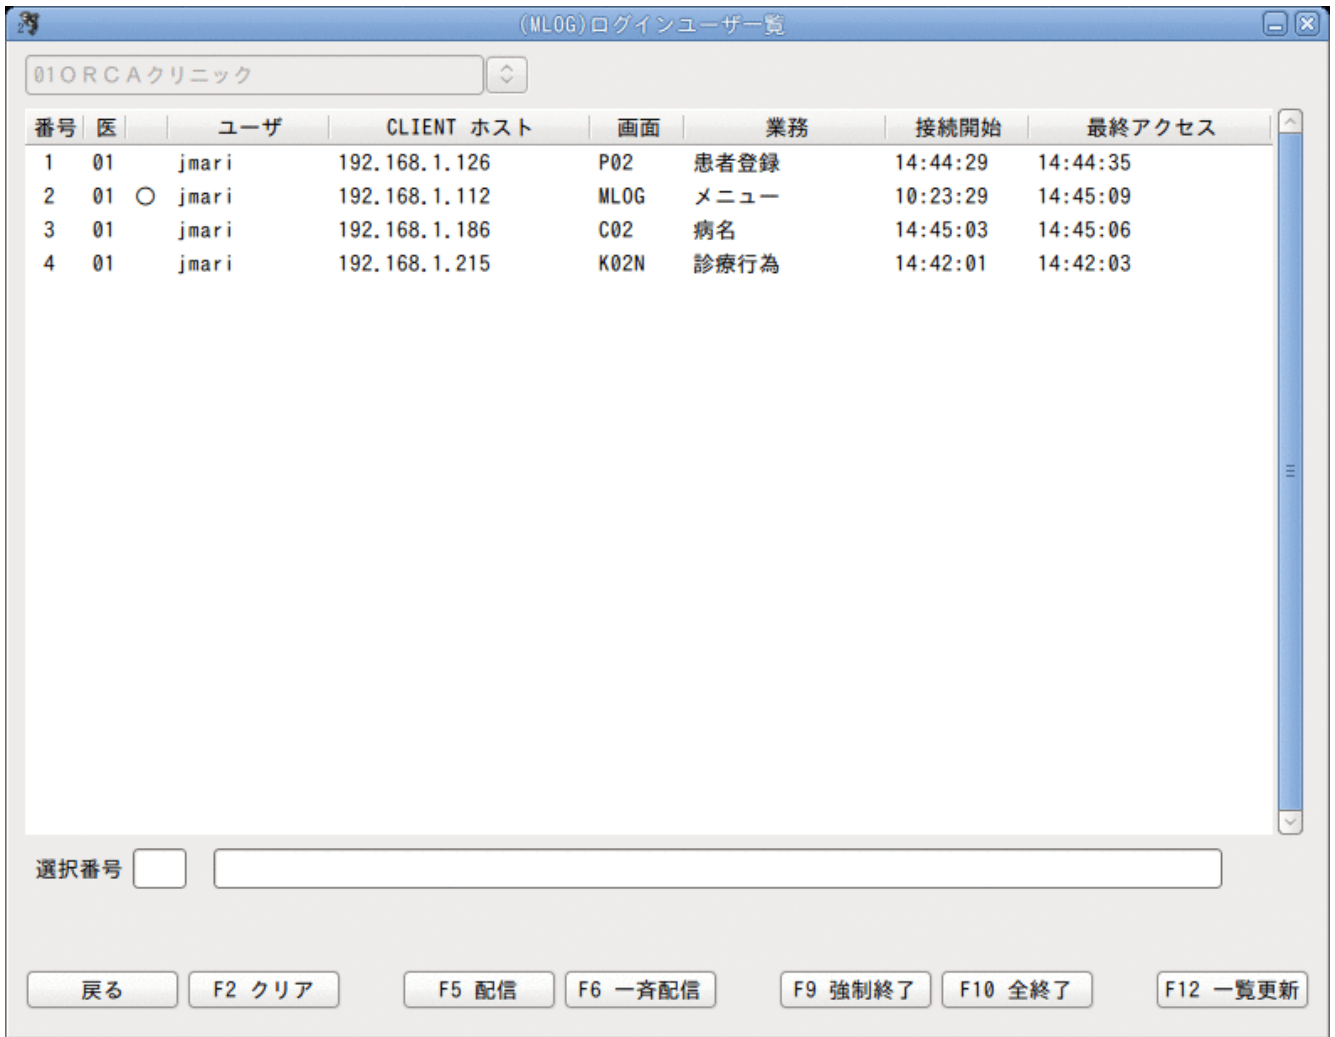 (MLOG)ログインユーザ一覧
01ORCAクリニック
番号 医 ユーザ CLIENT ホスト 画面 業務 接続開始 最終アクセス
1 01 jmari 192.168.1.126 P02 患者登録 14:44:29 14:44:35
2 01 ○ jmari 192.168.1.112 MLOG メニュー 10:23:29 14:45:09
3 01 jmari 192.168.1.186 C02 病名 14:45:03 14:45:06
4 01 jmari 192.168.1.215 K02N 診療行為 14:42:01 14:42:03
選択番号
戻る F2 クリア F5 配信 F6 一斉配信 F9 強制終了 F10 全終了 F12 一覧更新